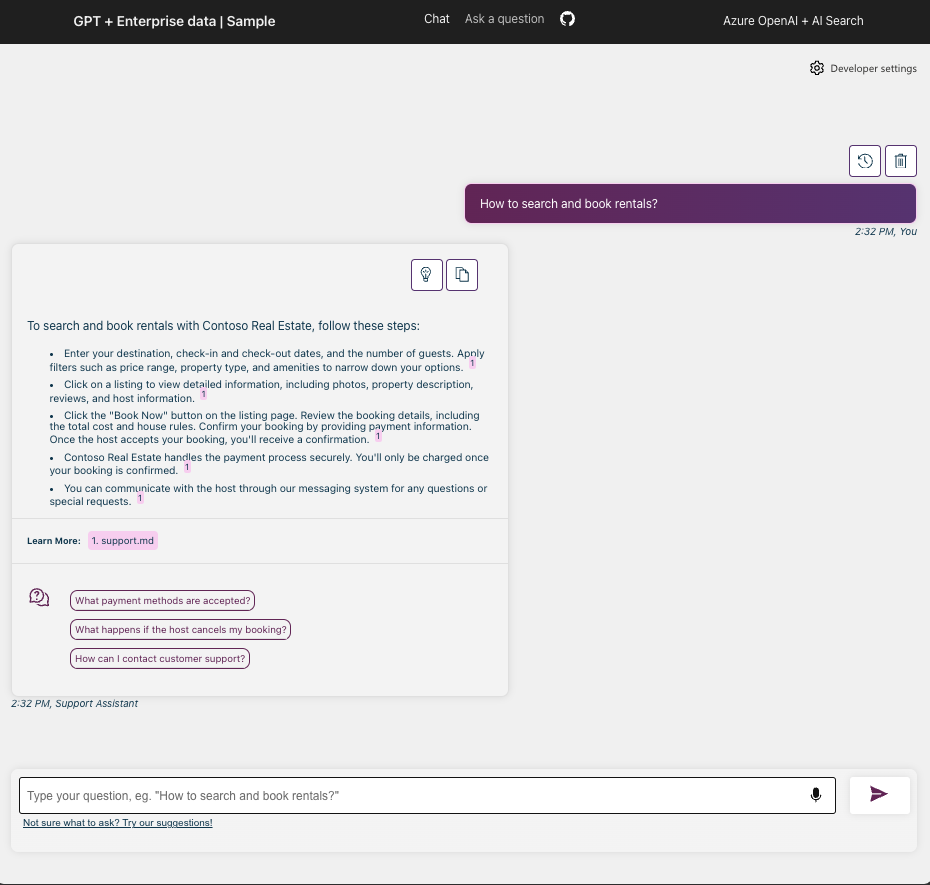 GPT + Enterprise data | Sample
Chat
Ask a question
Azure OpenAI + AI Search
Developer settings
How to search and book rentals?
2:32 PM, You
To search and book rentals with Contoso Real Estate, follow these steps:
• Enter your destination, check-in and check-out dates, and the number of guests. Apply
filters such as price range, property type, and amenities to narrow down your options. 1
• Click on a listing to view detailed information, including photos, property description,
reviews, and host information. 1
• Click the "Book Now" button on the listing page. Review the booking details, including
the total cost and house rules. Confirm your booking by providing payment information.
Once the host accepts your booking, you'll receive a confirmation. 1
• Contoso Real Estate handles the payment process securely. You'll only be charged once
your booking is confirmed. 1
• You can communicate with the host through our messaging system for any questions or
special requests. 1
Learn More: 1. support.md
What payment methods are accepted?
What happens if the host cancels my booking?
How can I contact customer support?
2:32 PM, Support Assistant
Type your question, eg. "How to search and book rentals?"
Not sure what to ask? Try our suggestions!